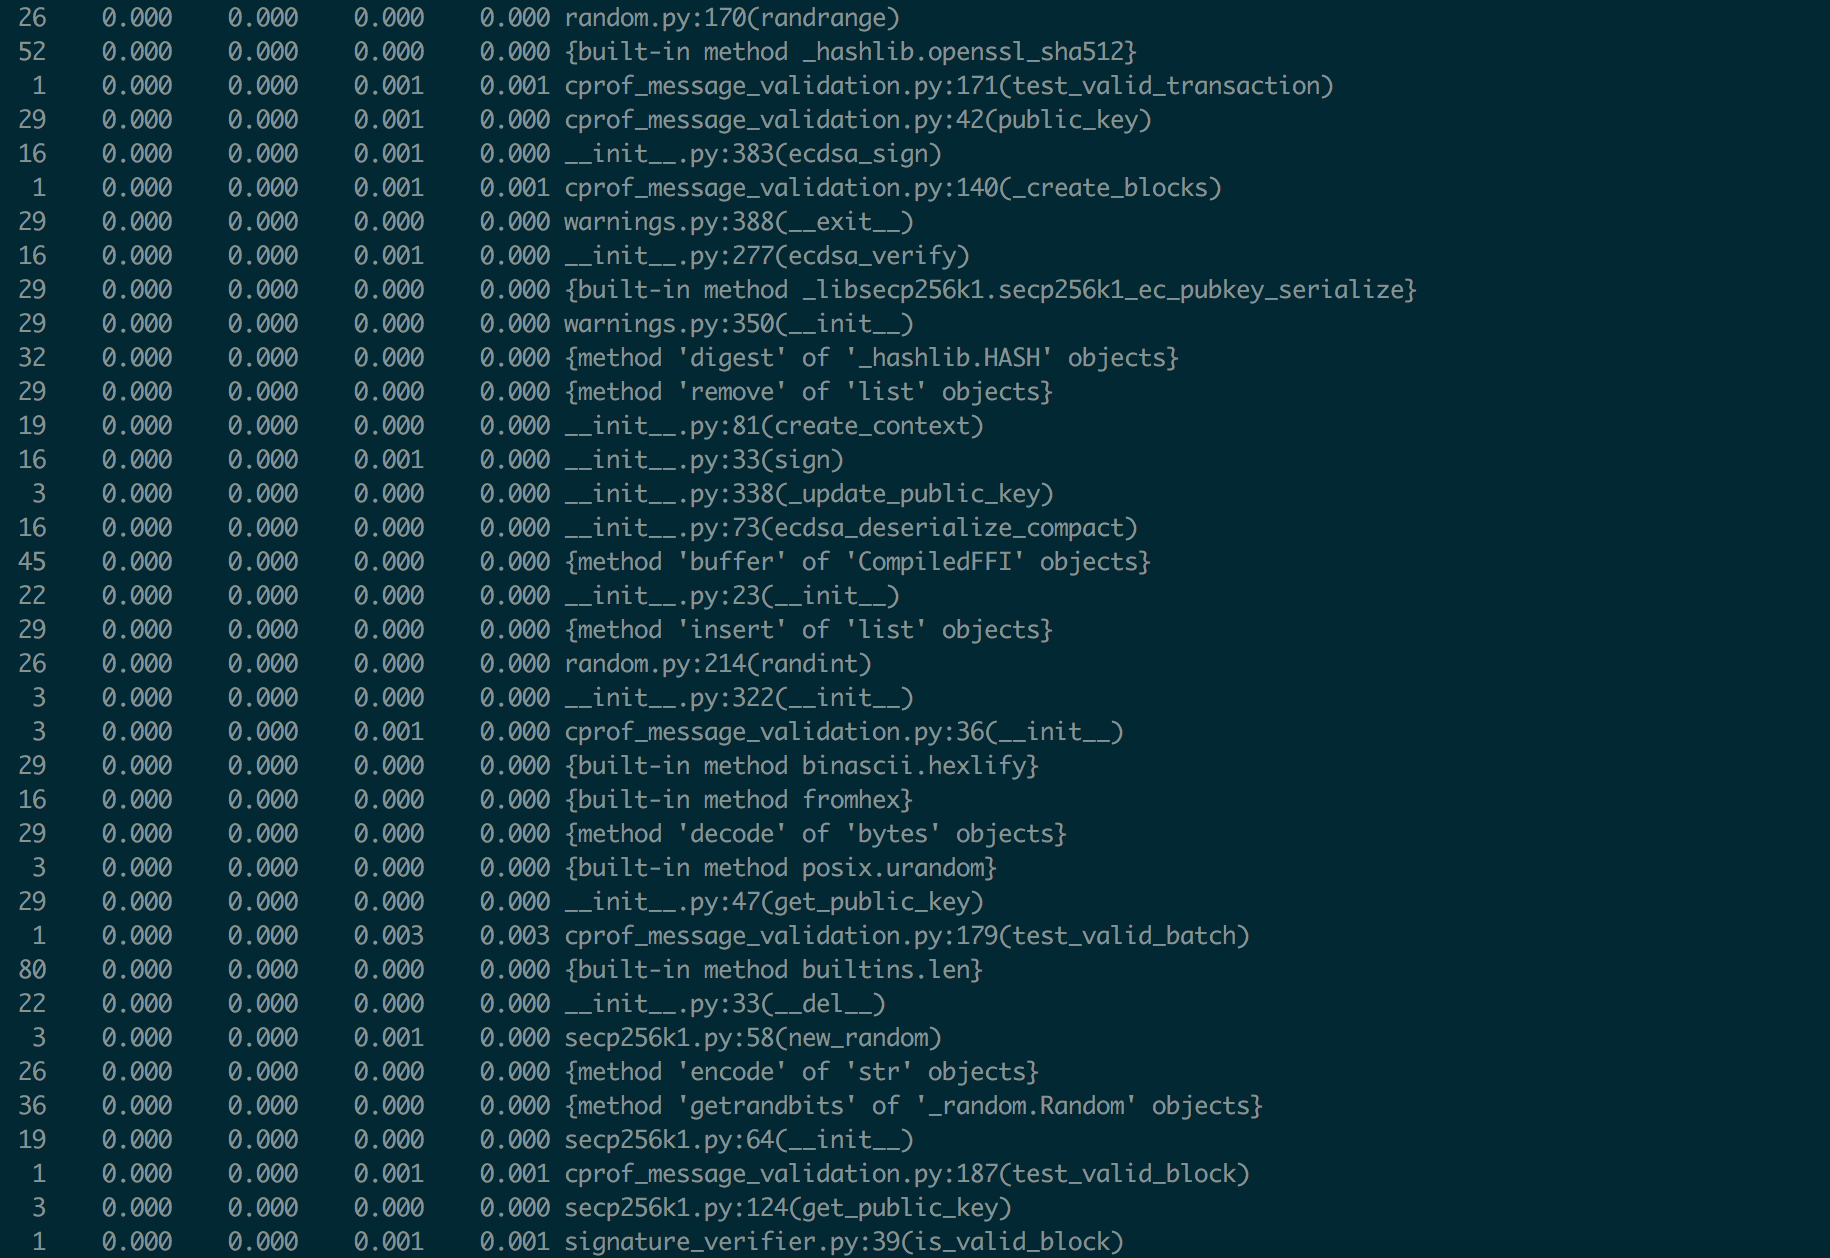 26    0.000    0.000    0.000    0.000 random.py:170(randrange)
52    0.000    0.000    0.000    0.000 {built-in method _hashlib.openssl_sha512}
1    0.000    0.000    0.001    0.001 cprof_message_validation.py:171(test_valid_transaction)
29    0.000    0.000    0.001    0.000 cprof_message_validation.py:42(public_key)
16    0.000    0.000    0.001    0.000 __init__.py:383(ecdsa_sign)
1    0.000    0.000    0.001    0.001 cprof_message_validation.py:140(_create_blocks)
29    0.000    0.000    0.000    0.000 warnings.py:388(__exit__)
16    0.000    0.000    0.001    0.000 __init__.py:277(ecdsa_verify)
29    0.000    0.000    0.000    0.000 {built-in method _libsecp256k1.secp256k1_ec_pubkey_serialize}
29    0.000    0.000    0.000    0.000 warnings.py:350(__init__)
32    0.000    0.000    0.000    0.000 {method 'digest' of '_hashlib.HASH' objects}
29    0.000    0.000    0.000    0.000 {method 'remove' of 'list' objects}
19    0.000    0.000    0.000    0.000 __init__.py:81(create_context)
16    0.000    0.000    0.001    0.000 __init__.py:33(sign)
3    0.000    0.000    0.000    0.000 __init__.py:338(_update_public_key)
16    0.000    0.000    0.000    0.000 __init__.py:73(ecdsa_deserialize_compact)
45    0.000    0.000    0.000    0.000 {method 'buffer' of 'CompiledFFI' objects}
22    0.000    0.000    0.000    0.000 __init__.py:23(__init__)
29    0.000    0.000    0.000    0.000 {method 'insert' of 'list' objects}
26    0.000    0.000    0.000    0.000 random.py:214(randint)
3    0.000    0.000    0.000    0.000 __init__.py:322(__init__)
3    0.000    0.000    0.001    0.000 cprof_message_validation.py:36(__init__)
29    0.000    0.000    0.000    0.000 {built-in method binascii.hexlify}
16    0.000    0.000    0.000    0.000 {built-in method fromhex}
29    0.000    0.000    0.000    0.000 {method 'decode' of 'bytes' objects}
3    0.000    0.000    0.000    0.000 {built-in method posix.urandom}
29    0.000    0.000    0.000    0.000 __init__.py:47(get_public_key)
1    0.000    0.000    0.003    0.003 cprof_message_validation.py:179(test_valid_batch)
80    0.000    0.000    0.000    0.000 {built-in method builtins.len}
22    0.000    0.000    0.000    0.000 __init__.py:33(__del__)
3    0.000    0.000    0.001    0.000 secp256k1.py:58(new_random)
26    0.000    0.000    0.000    0.000 {method 'encode' of 'str' objects}
36    0.000    0.000    0.000    0.000 {method 'getrandbits' of '_random.Random' objects}
19    0.000    0.000    0.000    0.000 secp256k1.py:64(__init__)
1    0.000    0.000    0.001    0.001 cprof_message_validation.py:187(test_valid_block)
3    0.000    0.000    0.000    0.000 secp256k1.py:124(get_public_key)
1    0.000    0.000    0.001    0.001 signature_verifier.py:39(is_valid_block)